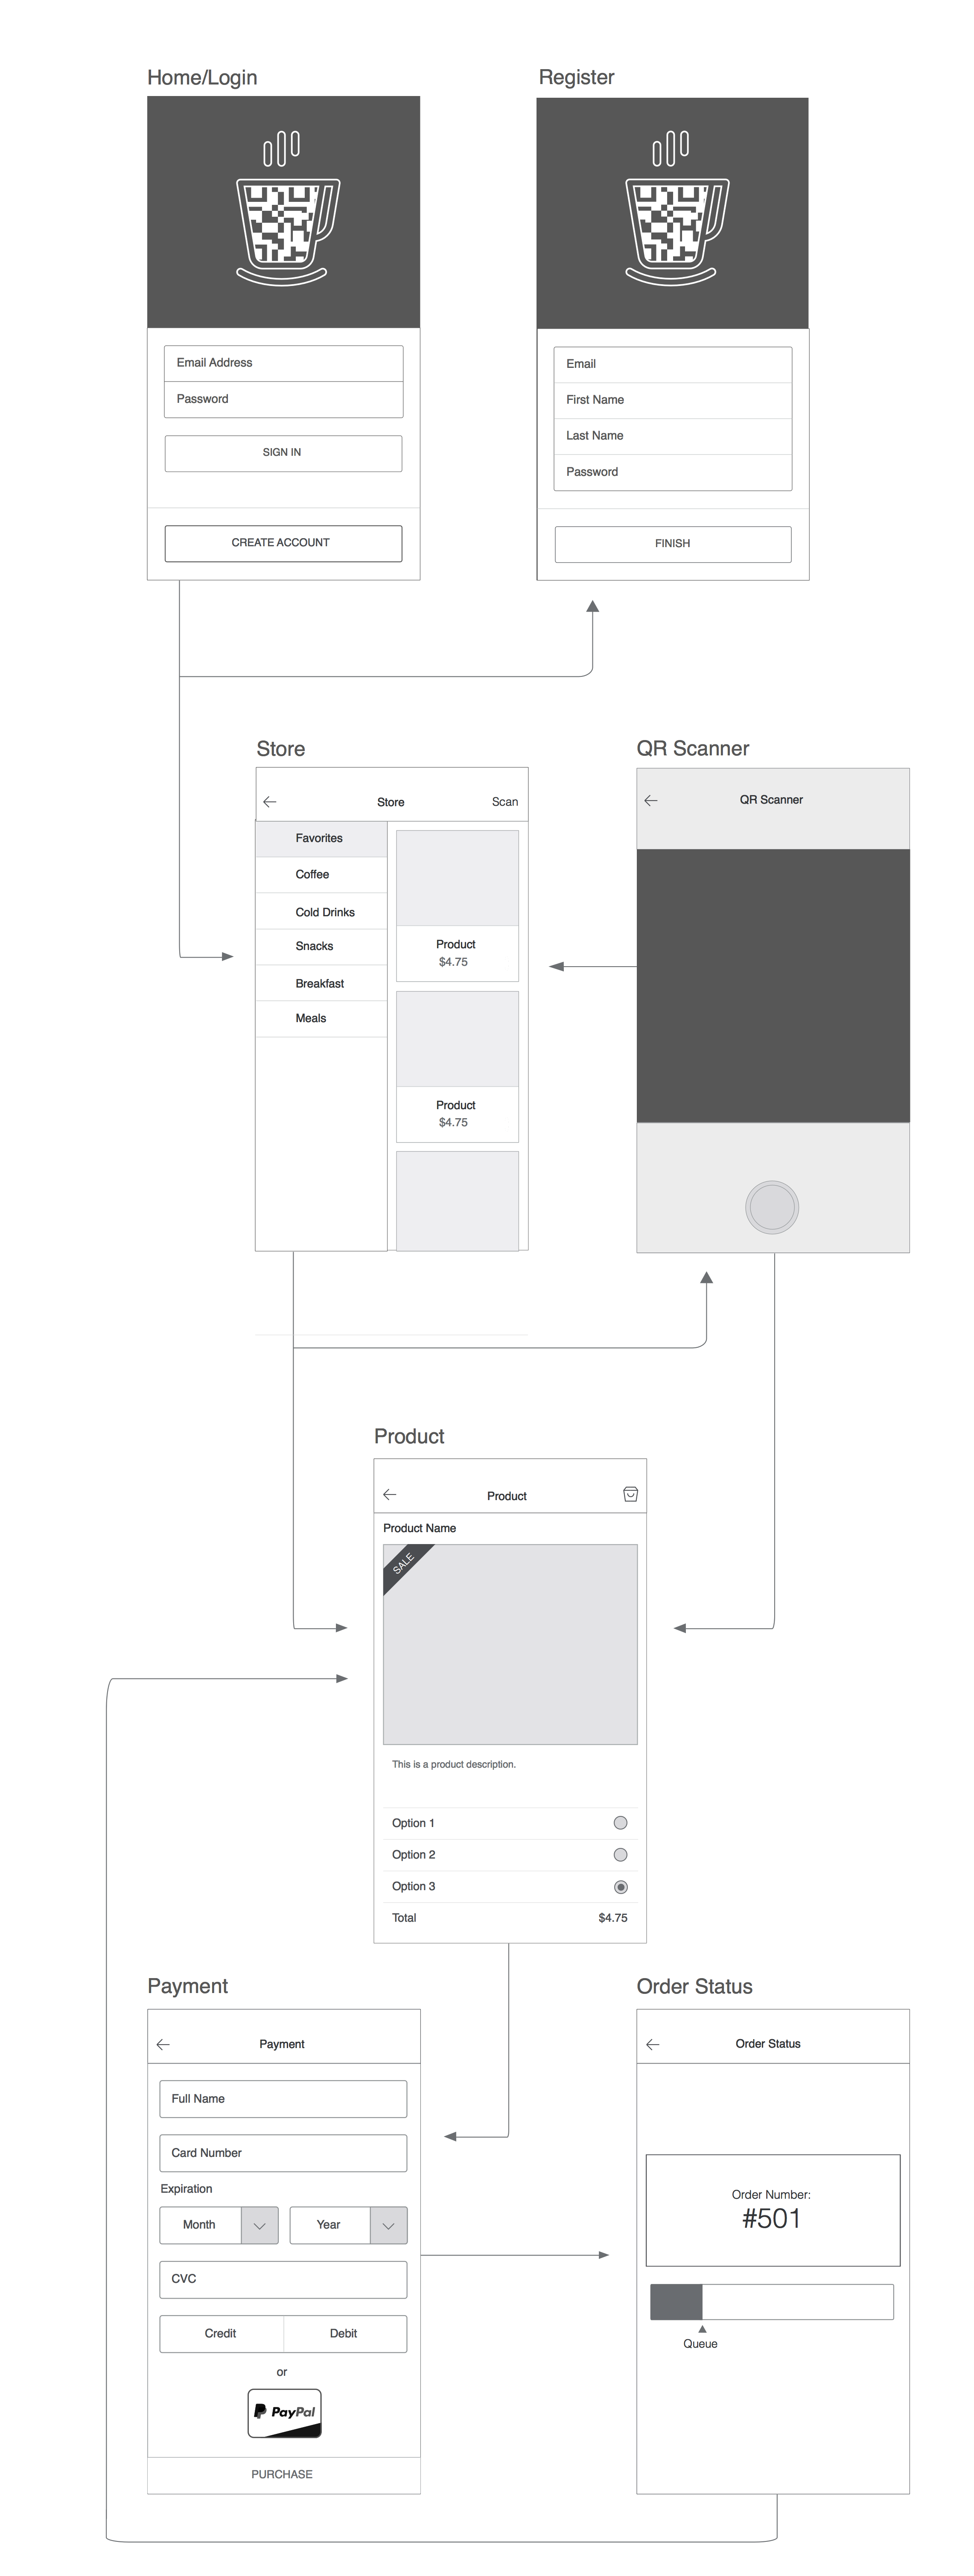 Home/Login
Email Address
Password
SIGN IN
CREATE ACCOUNT
Register
Email
First Name
Last Name
Password
FINISH
Store
Store
Scan
Favorites
Coffee
Cold Drinks
Snacks
Breakfast
Meals
Product
$4.75
Product
$4.75
QR Scanner
QR Scanner
Product
Product
Product Name
SALE
This is a product description.
Option 1
Option 2
Option 3
Total $4.75
Payment
Payment
Full Name
Card Number
Expiration
Month Year
CVC
Credit Debit
or
PayPal
PURCHASE
Order Status
Order Status
Order Number:
#501
Queue